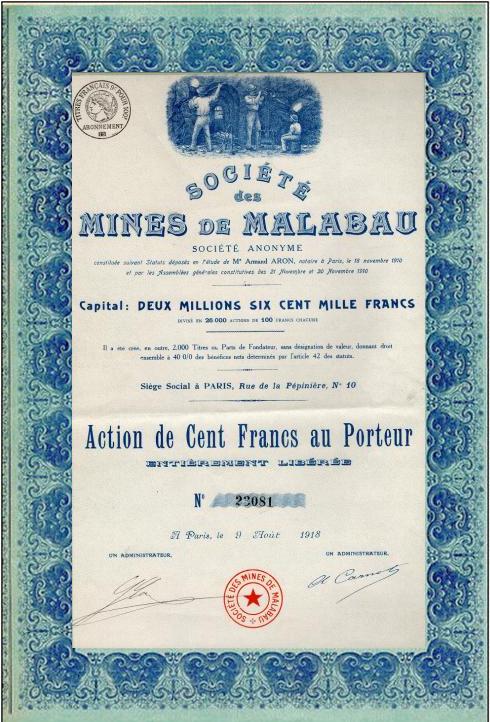 TITRES FRANÇAIS
ABONNEMENT
SOCIÉTÉ
des
MINES DE MALABAU
SOCIÉTÉ ANONYME
constituée suivant Statuts déposés en l'étude de Me Armand ARON, notaire à Paris, le 18 novembre 1910
et par les Assemblées générales constitutives des 21 Novembre et 30 Novembre 1910
Capital: DEUX MILLIONS SIX CENT MILLE FRANCS
DIVISÉ EN 26.000 ACTIONS DE 100 FRANCS CHACUNE
Il a été créé, en outre, 2.000 Titres ou Parts de Fondateur, sans désignation de valeur, donnant droit
ensemble à 40 0/0 des bénéfices nets déterminés par l'article 42 des statuts.
Siège Social à PARIS, Rue de la Pépinière, N° 10
Action de Cent Francs au Porteur
ENTIÈREMENT LIBÉRÉE
N° 23081
A Paris, le 9 Août 1918
UN ADMINISTRATEUR,
UN ADMINISTRATEUR,
SOCIÉTÉ DES MINES DE MALABAU